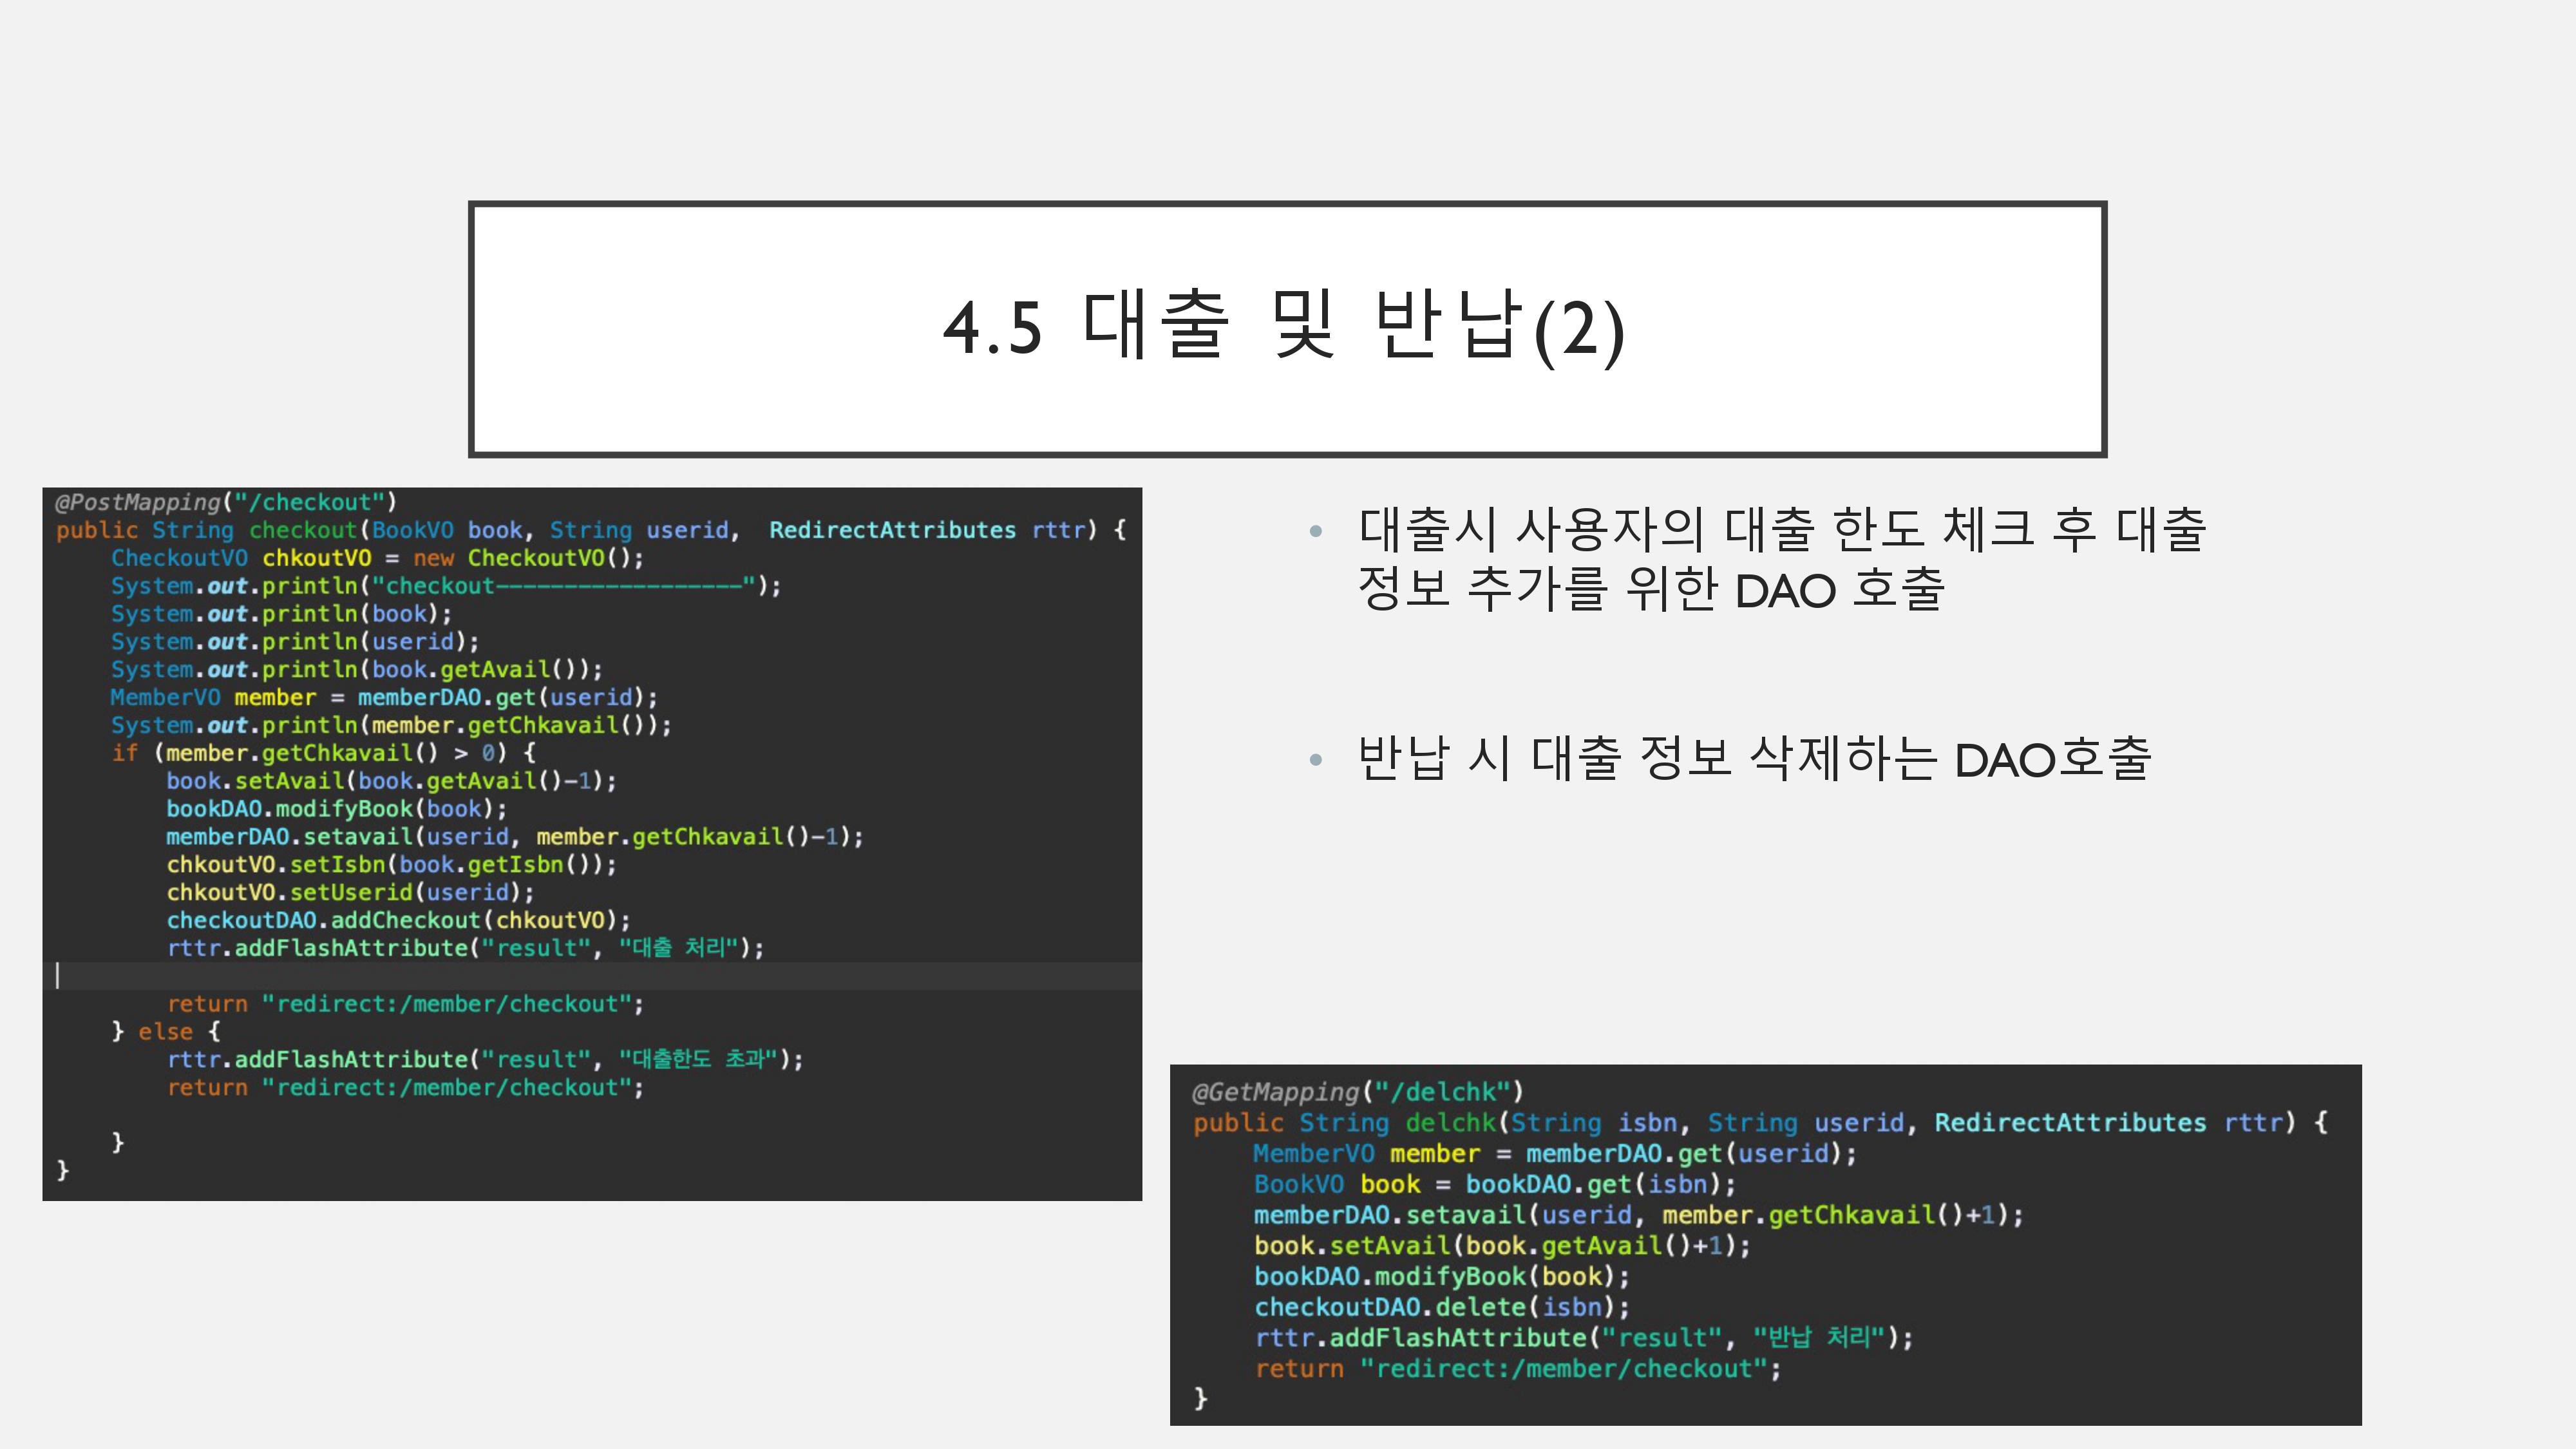 4.5 대출 및 반납(2)
@PostMapping("/checkout")
public String checkout(BookVO book, String userid,  RedirectAttributes rttr) {
    CheckoutVO chkoutVO = new CheckoutVO();
    System.out.println("checkout------------------");
    System.out.println(book);
    System.out.println(userid);
    System.out.println(book.getAvail());
    MemberVO member = memberDAO.get(userid);
    System.out.println(member.getChkavail());
    if (member.getChkavail() > 0) {
        book.setAvail(book.getAvail()-1);
        bookDAO.modifyBook(book);
        memberDAO.setavail(userid, member.getChkavail()-1);
        chkoutVO.setIsbn(book.getIsbn());
        chkoutVO.setUserid(userid);
        checkoutDAO.addCheckout(chkoutVO);
        rttr.addFlashAttribute("result", "대출 처리");
        return "redirect:/member/checkout";
    } else {
        rttr.addFlashAttribute("result", "대출한도 초과");
        return "redirect:/member/checkout";
    }
}
• 대출시 사용자의 대출 한도 체크 후 대출
정보 추가를 위한 DAO 호출
• 반납 시 대출 정보 삭제하는 DAO호출
@GetMapping("/delchk")
public String delchk(String isbn, String userid, RedirectAttributes rttr) {
    MemberVO member = memberDAO.get(userid);
    BookVO book = bookDAO.get(isbn);
    memberDAO.setavail(userid, member.getChkavail()+1);
    book.setAvail(book.getAvail()+1);
    bookDAO.modifyBook(book);
    checkoutDAO.delete(isbn);
    rttr.addFlashAttribute("result", "반납 처리");
    return "redirect:/member/checkout";
}